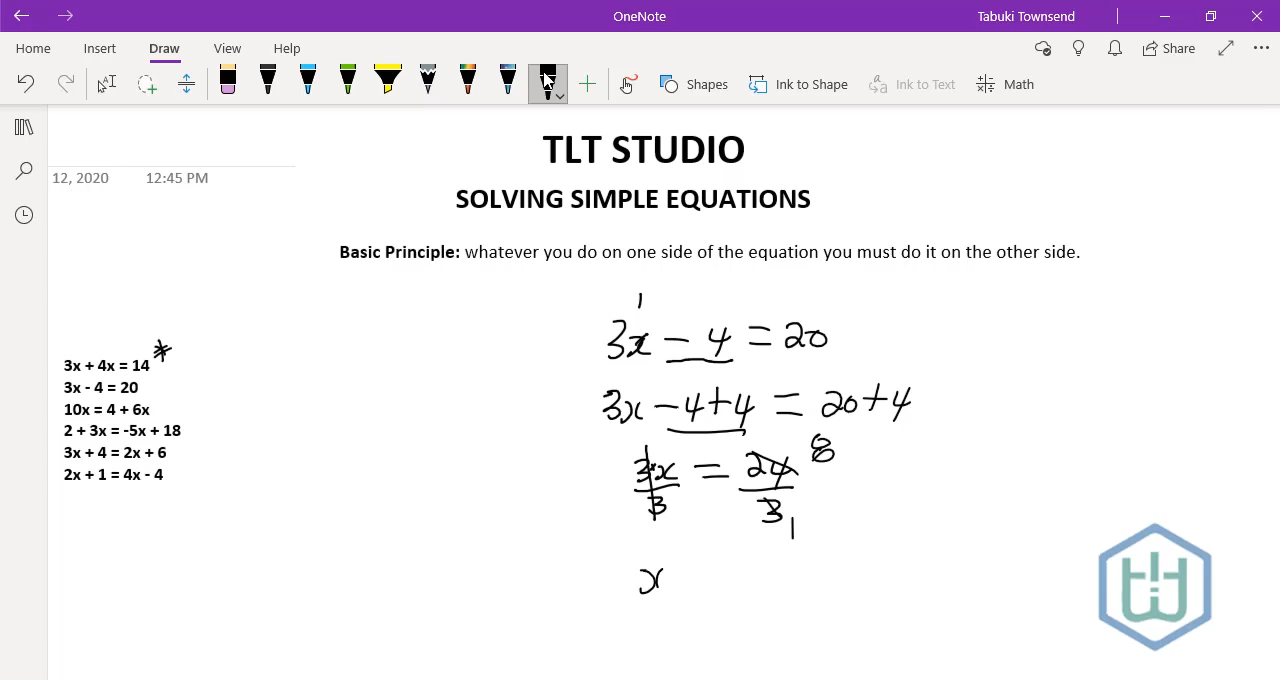 OneNote
Tabuki Townsend
Home Insert Draw View Help
Share
Shapes Ink to Shape Ink to Text Math
TLT STUDIO
12, 2020 12:45 PM
SOLVING SIMPLE EQUATIONS
Basic Principle: whatever you do on one side of the equation you must do it on the other side.
1
3x - 4 = 20
3x - 4 + 4 = 20 + 4
3x = 24 8
3 3 1
x
3x + 4x = 14 *
3x - 4 = 20
10x = 4 + 6x
2 + 3x = -5x + 18
3x + 4 = 2x + 6
2x + 1 = 4x - 4